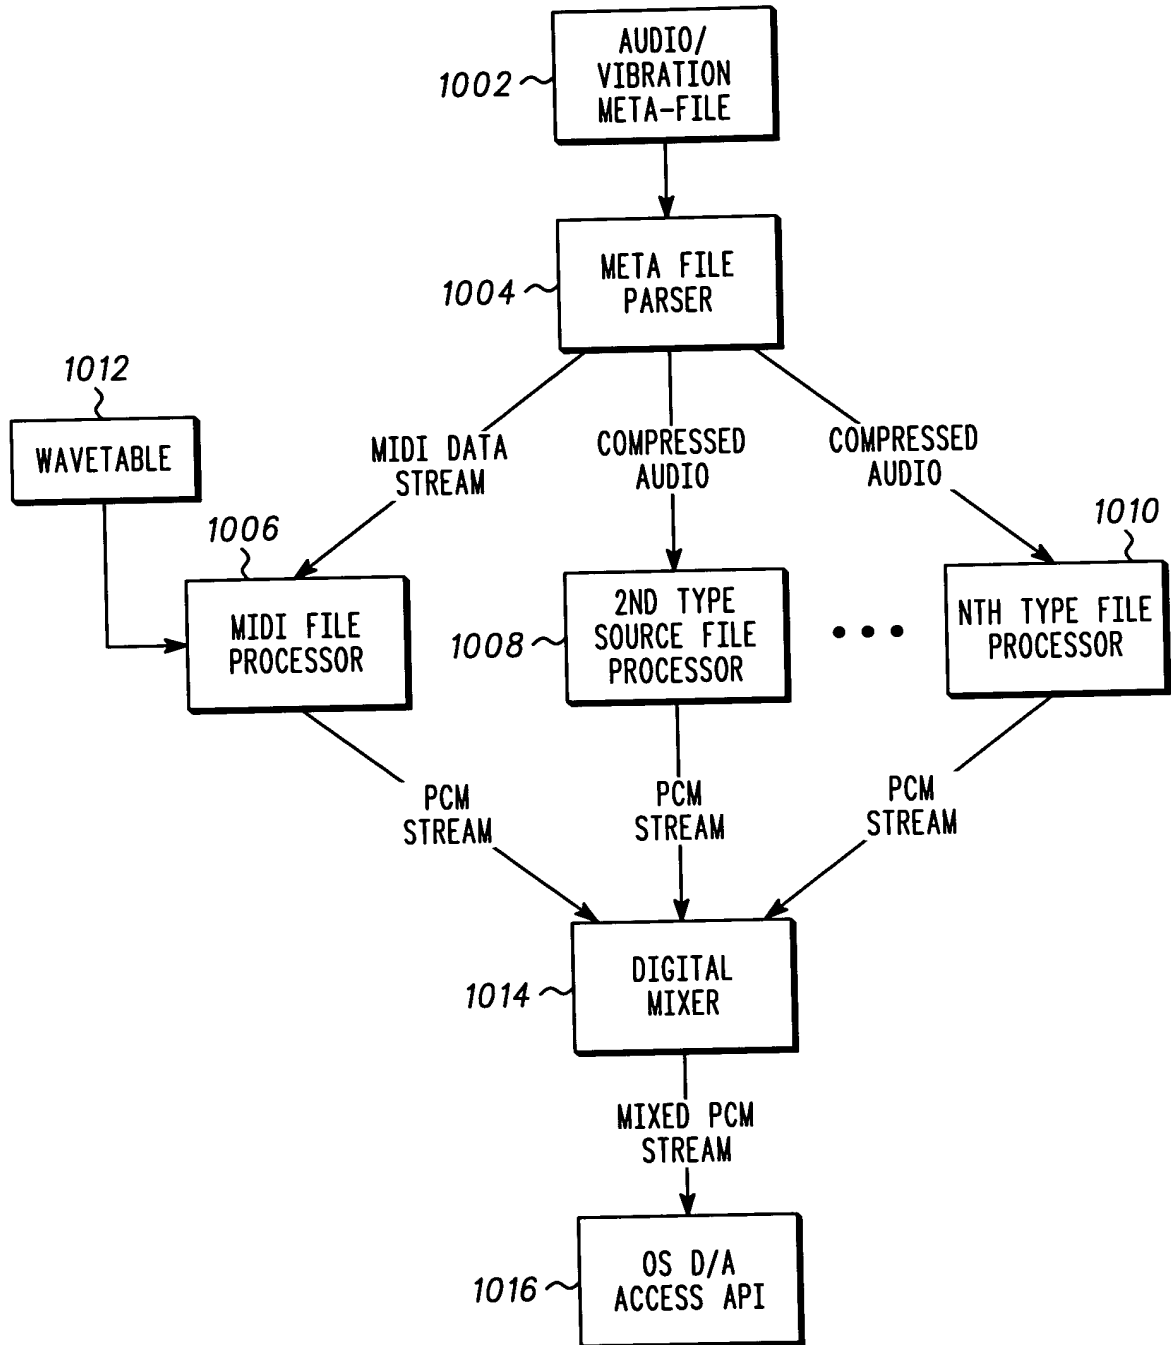 1002
AUDIO/
VIBRATION
META-FILE
1004
META FILE
PARSER
1012
WAVETABLE
MIDI DATA
STREAM
COMPRESSED
AUDIO
COMPRESSED
AUDIO
1006
MIDI FILE
PROCESSOR
1008
2ND TYPE
SOURCE FILE
PROCESSOR
1010
NTH TYPE FILE
PROCESSOR
PCM
STREAM
PCM
STREAM
PCM
STREAM
1014
DIGITAL
MIXER
MIXED PCM
STREAM
1016
OS D/A
ACCESS API